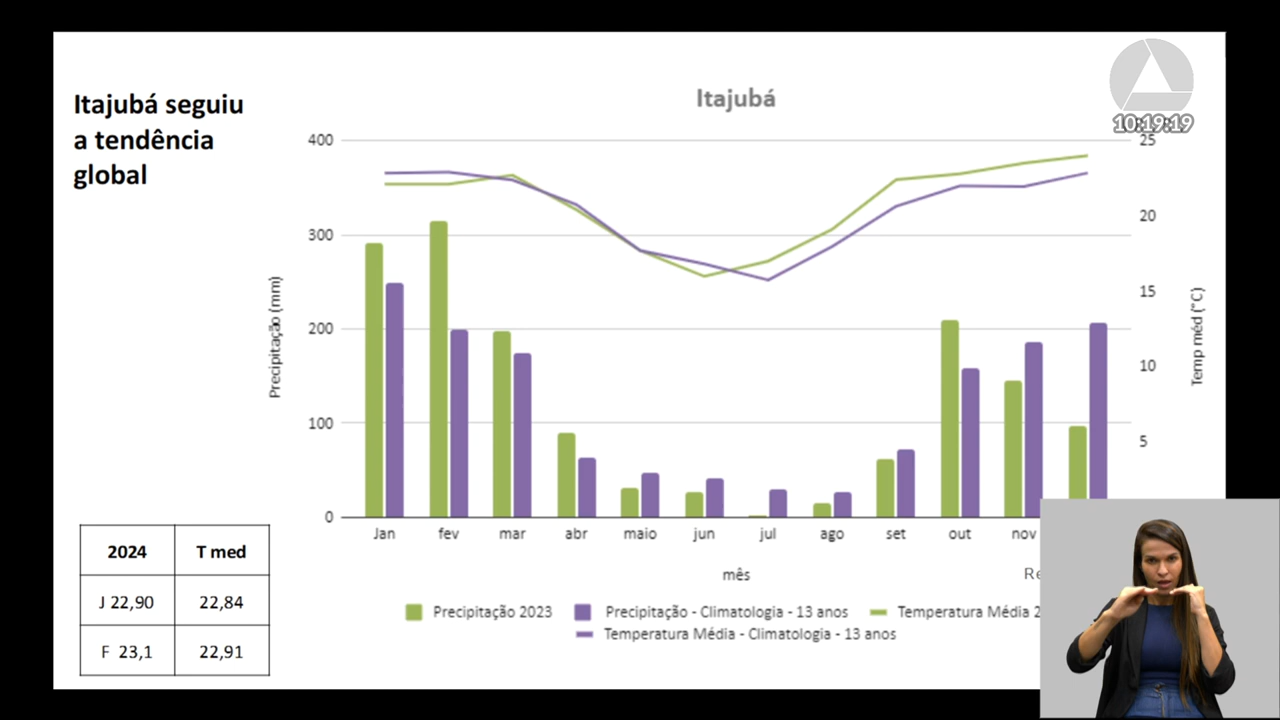 Itajubá seguiu
a tendência
global
Itajubá
10:19:19
400
300
200
100
0
Precipitação (mm)
25
20
15
10
5
Temp méd (°C)
Jan fev mar abr maio jun jul ago set out nov
mês
Precipitação 2023 Precipitação - Climatologia - 13 anos Temperatura Média
Temperatura Média - Climatologia - 13 anos
2024 T med
J 22,90 22,84
F 23,1 22,91